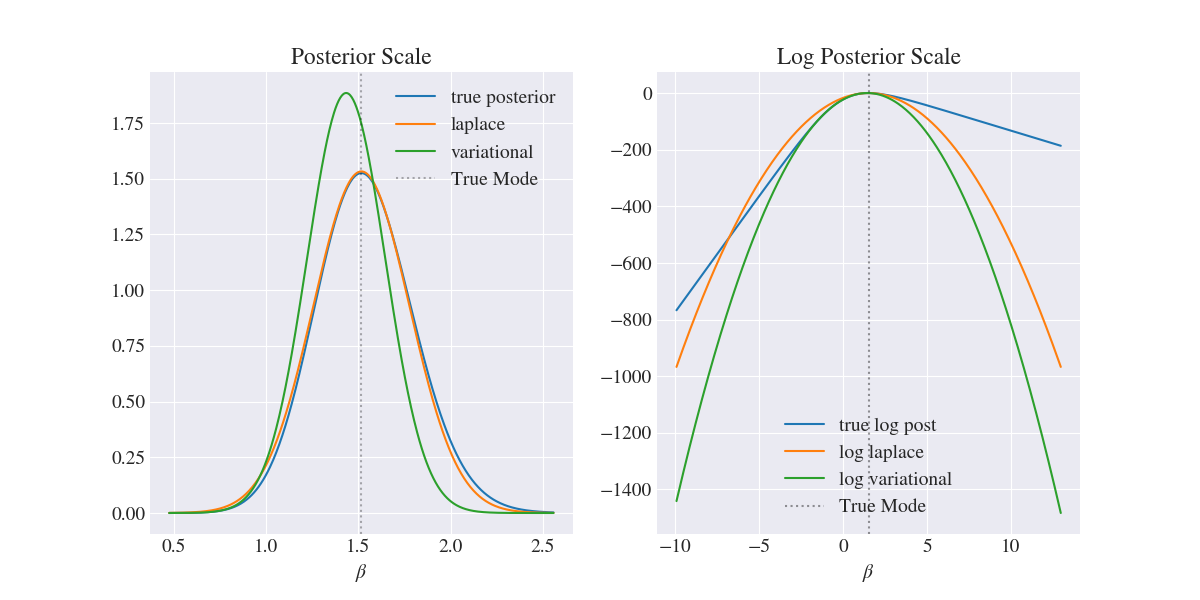 Posterior Scale
1.75
1.50
1.25
1.00
0.75
0.50
0.25
0.00
0.5
1.0
1.5
2.0
2.5
β
true posterior
laplace
variational
True Mode
Log Posterior Scale
0
−200
−400
−600
−800
−1000
−1200
−1400
−10
−5
0
5
10
β
true log post
log laplace
log variational
True Mode